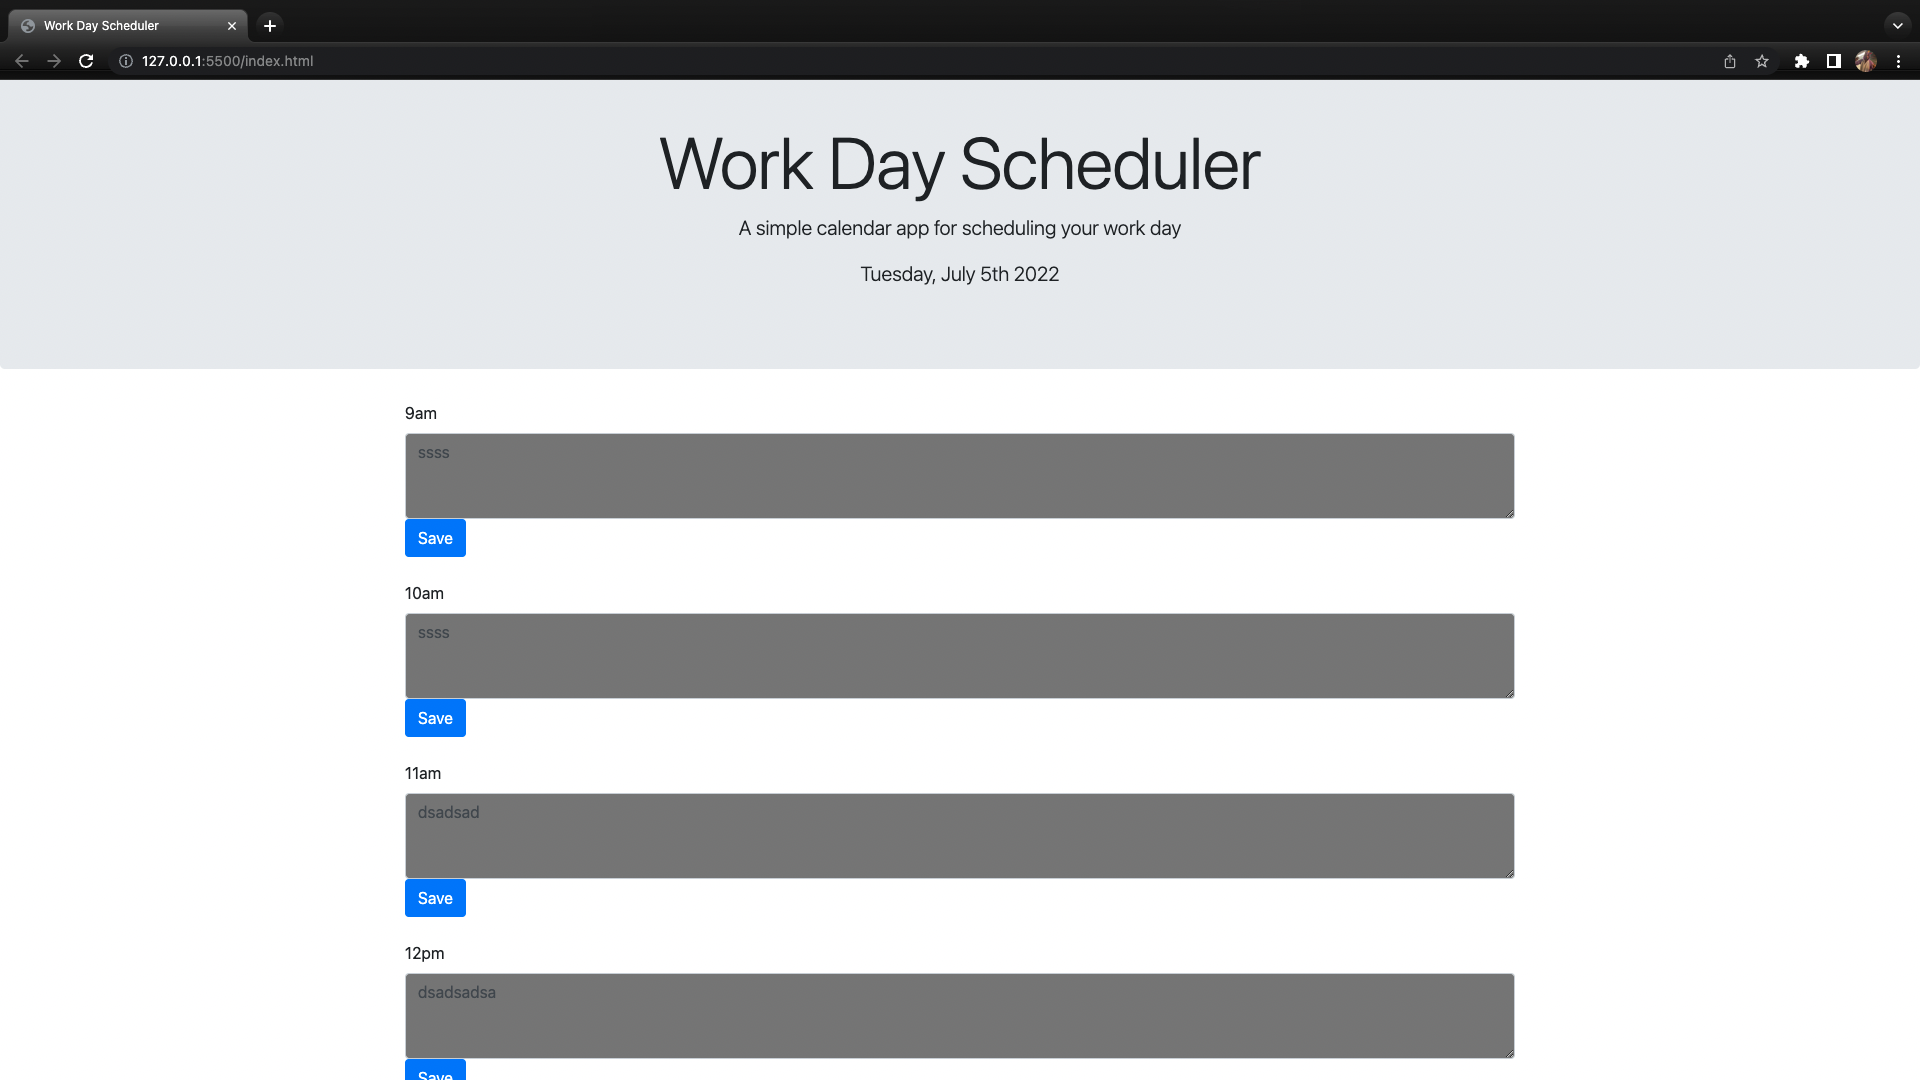 Work Day Scheduler
127.0.0.1:5500/index.html
Work Day Scheduler
A simple calendar app for scheduling your work day
Tuesday, July 5th 2022
9am
ssss
Save
10am
ssss
Save
11am
dsadsad
Save
12pm
dsadsadsa
Save